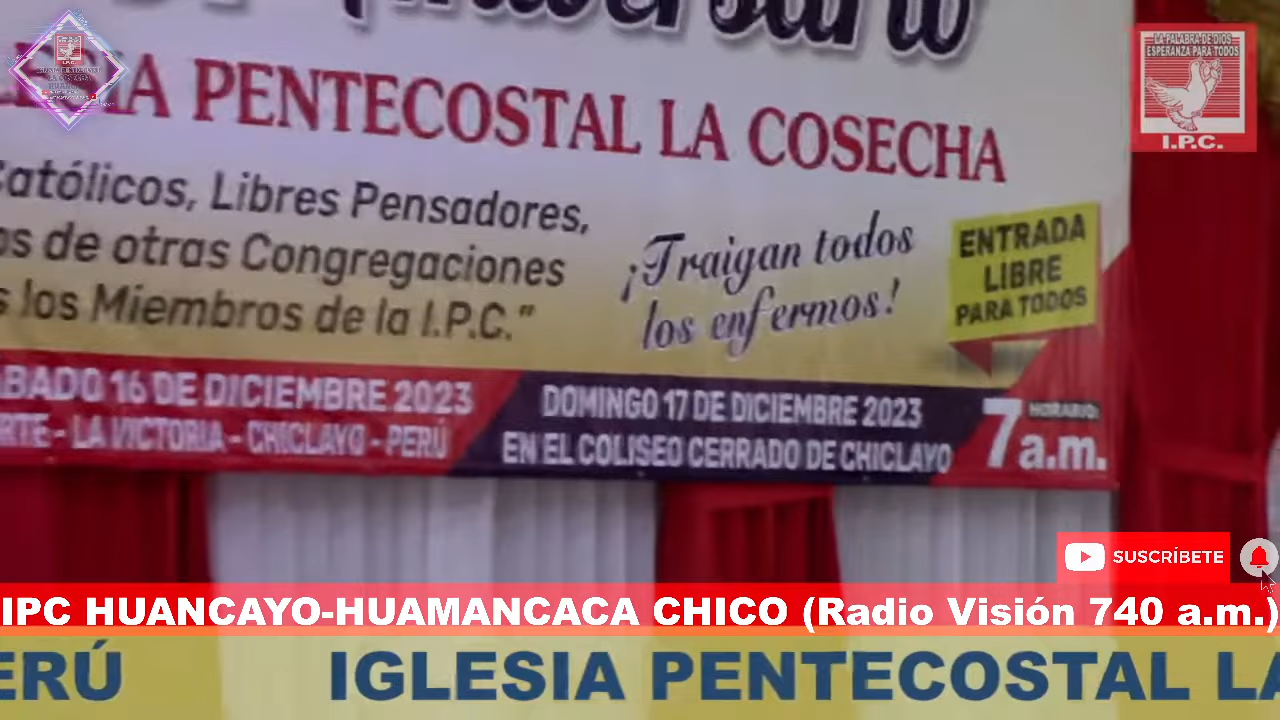 Aniversario
IGLESIA PENTECOSTAL LA COSECHA
Católicos, Libres Pensadores,
os de otras Congregaciones
s los Miembros de la I.P.C."
¡Traigan todos
los enfermos!
ENTRADA
LIBRE
PARA TODOS
SÁBADO 16 DE DICIEMBRE 2023
RTE - LA VICTORIA - CHICLAYO - PERÚ
DOMINGO 17 DE DICIEMBRE 2023
EN EL COLISEO CERRADO DE CHICLAYO
HORARIO:
7 a.m.
LA PALABRA DE DIOS
ESPERANZA PARA TODOS
I.P.C.
SUSCRÍBETE
IPC HUANCAYO-HUAMANCACA CHICO (Radio Visión 740 a.m.)
ERÚ IGLESIA PENTECOSTAL LA